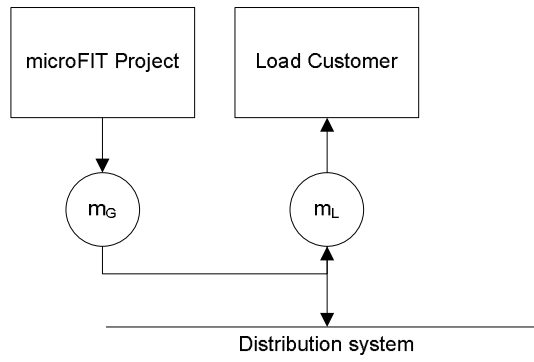 microFIT Project
Load Customer
mG
mL
Distribution system